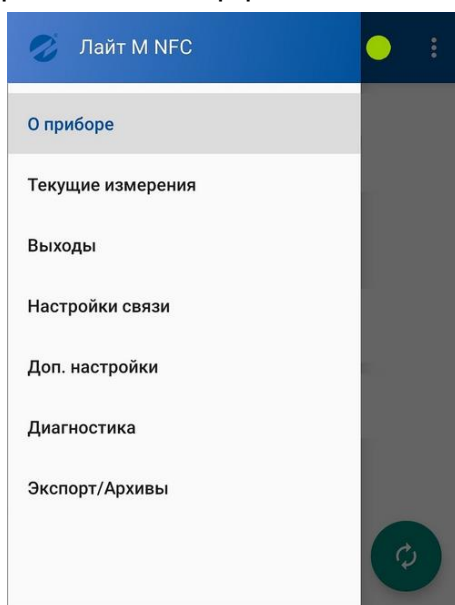 Лайт М NFC
О приборе
Текущие измерения
Выходы
Настройки связи
Доп. настройки
Диагностика
Экспорт/Архивы